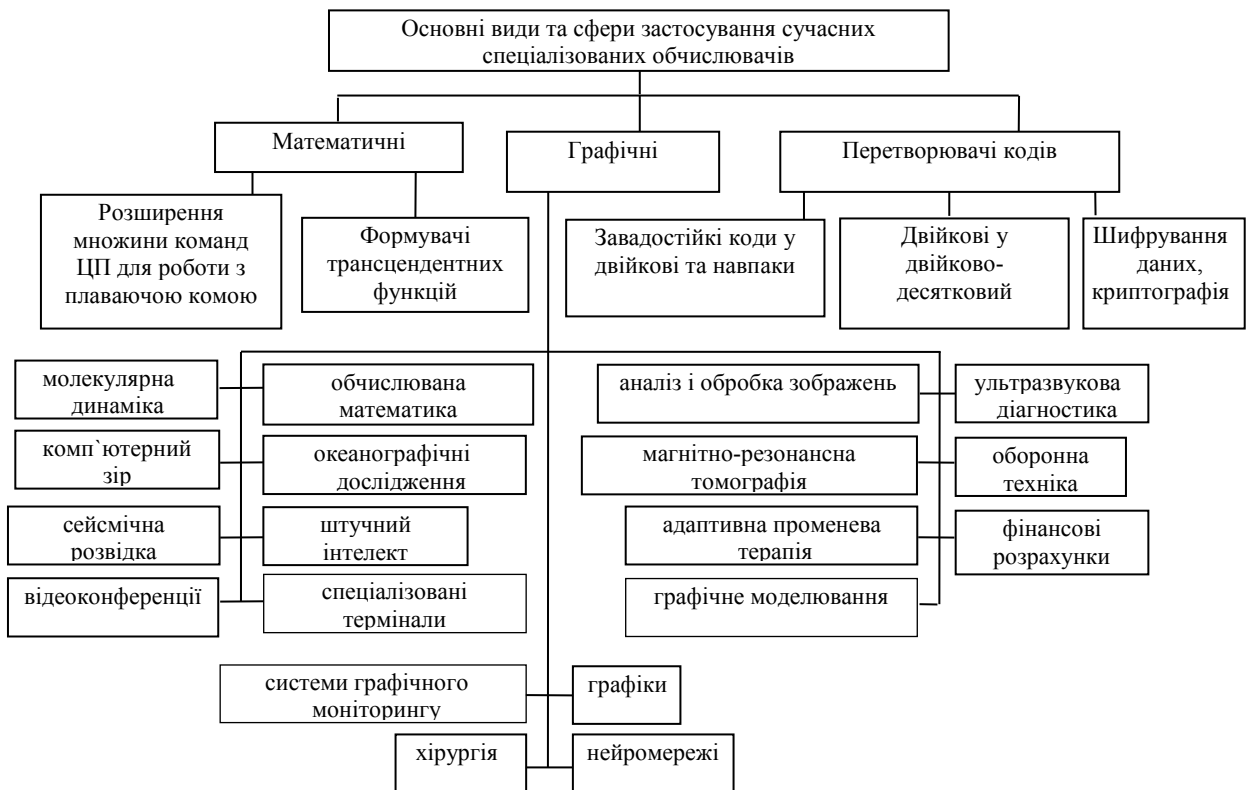 Основні види та сфери застосування сучасних
спеціалізованих обчислювачів
Математичні
Графічні
Перетворювачі кодів
Розширення
множини команд
ЦП для роботи з
плаваючою комою
Формувачі
трансцендентних
функцій
Завадостійкі коди у
двійкові та навпаки
Двійкові у
двійково-
десятковий
Шифрування
даних,
криптографія
молекулярна
динаміка
обчислювана
математика
аналіз і обробка зображень
ультразвукова
діагностика
комп`ютерний
зір
океанографічні
дослідження
магнітно-резонансна
томографія
оборонна
техніка
сейсмічна
розвідка
штучний
інтелект
адаптивна променева
терапія
фінансові
розрахунки
відеоконференції
спеціалізовані
термінали
графічне моделювання
системи графічного
моніторингу
графіки
хірургія
нейромережі